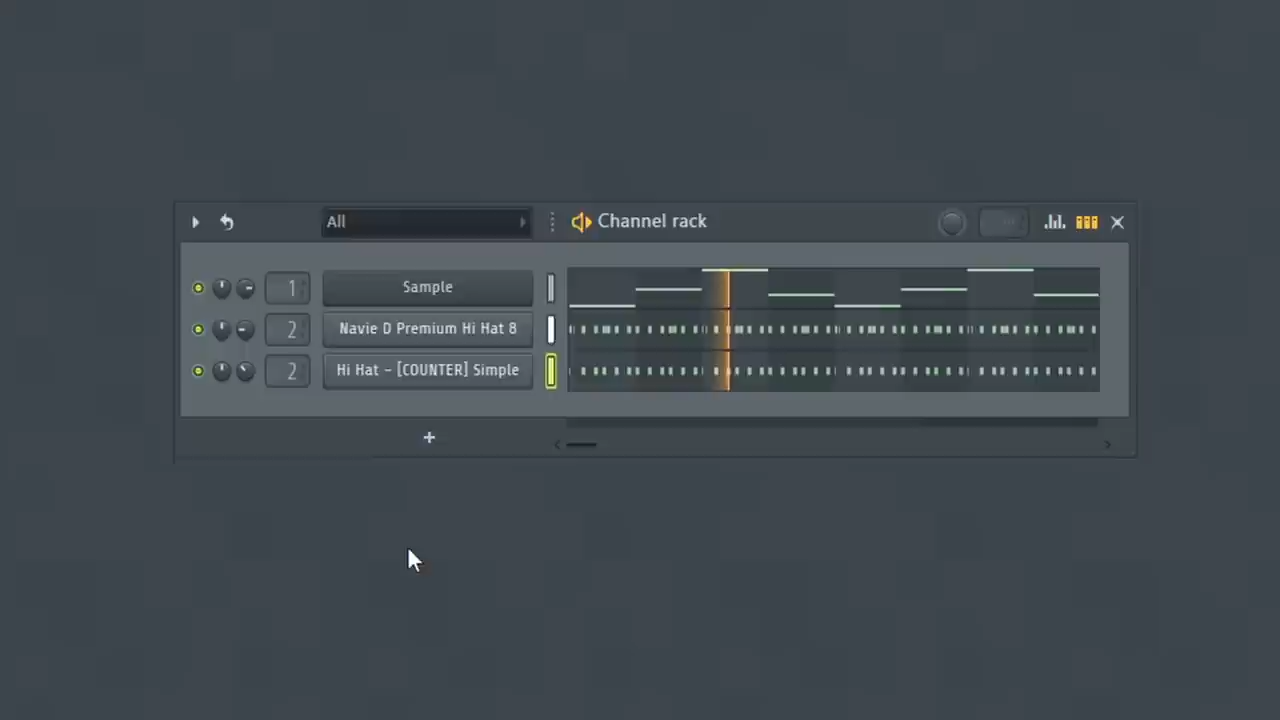 All
Channel rack
1 Sample
2 Navie D Premium Hi Hat 8
2 Hi Hat – [COUNTER] Simple
+